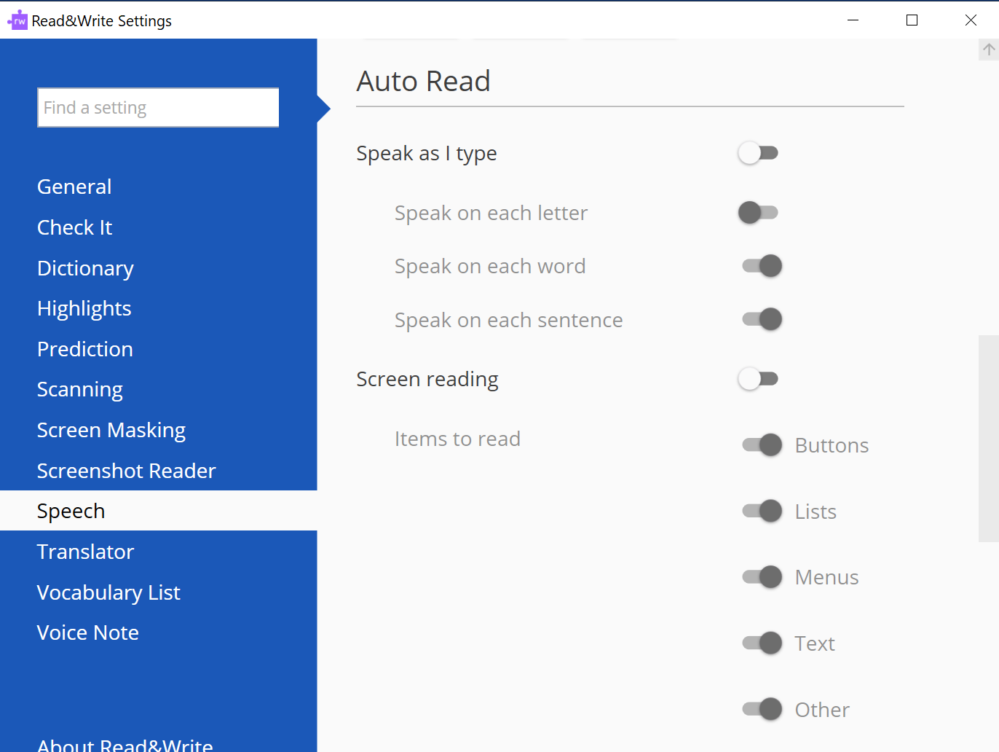 rw Read&Write Settings
Find a setting
General
Check It
Dictionary
Highlights
Prediction
Scanning
Screen Masking
Screenshot Reader
Speech
Translator
Vocabulary List
Voice Note
About Read&Write
Auto Read
Speak as I type
Speak on each letter
Speak on each word
Speak on each sentence
Screen reading
Items to read
Buttons
Lists
Menus
Text
Other